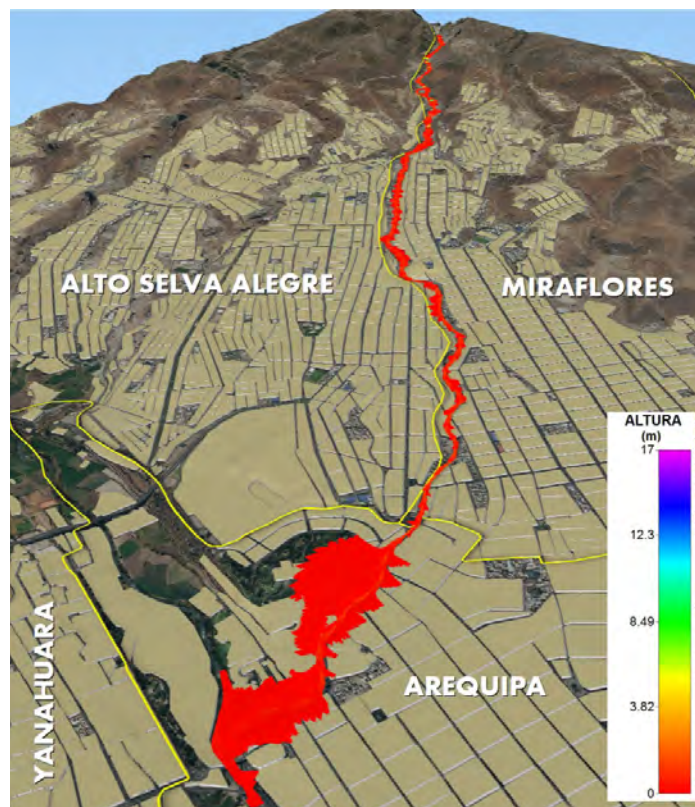 ALTO SELVA ALEGRE
MIRAFLORES
ALTURA
(m)
17
12.3
8.49
3.82
0
YANAHUARA
AREQUIPA